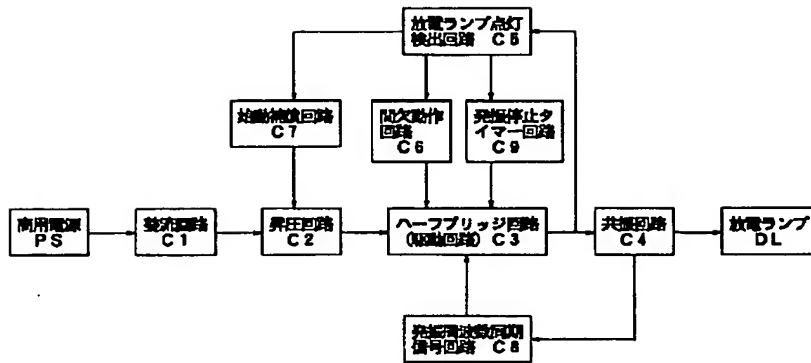 放電ランプ点灯
検出回路 C5
始動補償回路
C7
間欠動作
回路
C6
発振停止タ
イマー回路
C9
商用電源
PS
整流回路
C1
昇圧回路
C2
ハーフブリッジ回路
(駆動回路) C3
共振回路
C4
放電ランプ
DL
発振周波数同期
信号回路 C8